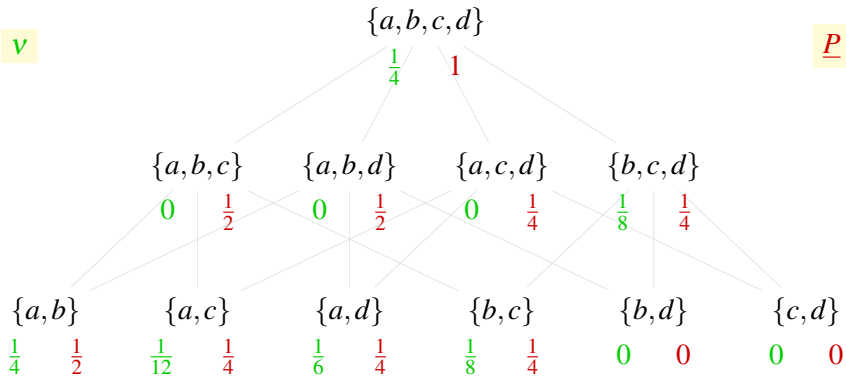 {a,b,c,d}
ν P
1/4 1
{a,b,c} {a,b,d} {a,c,d} {b,c,d}
0 1/2 0 1/2 0 1/4 1/8 1/4
{a,b} {a,c} {a,d} {b,c} {b,d} {c,d}
1/4 1/2 1/12 1/4 1/6 1/4 1/8 1/4 0 0 0 0